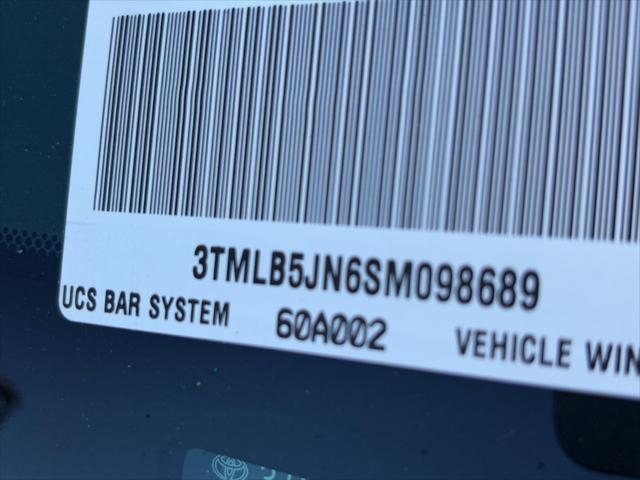 3TMLB5JN6SM098689
UCS BAR SYSTEM 60A002 VEHICLE WIN